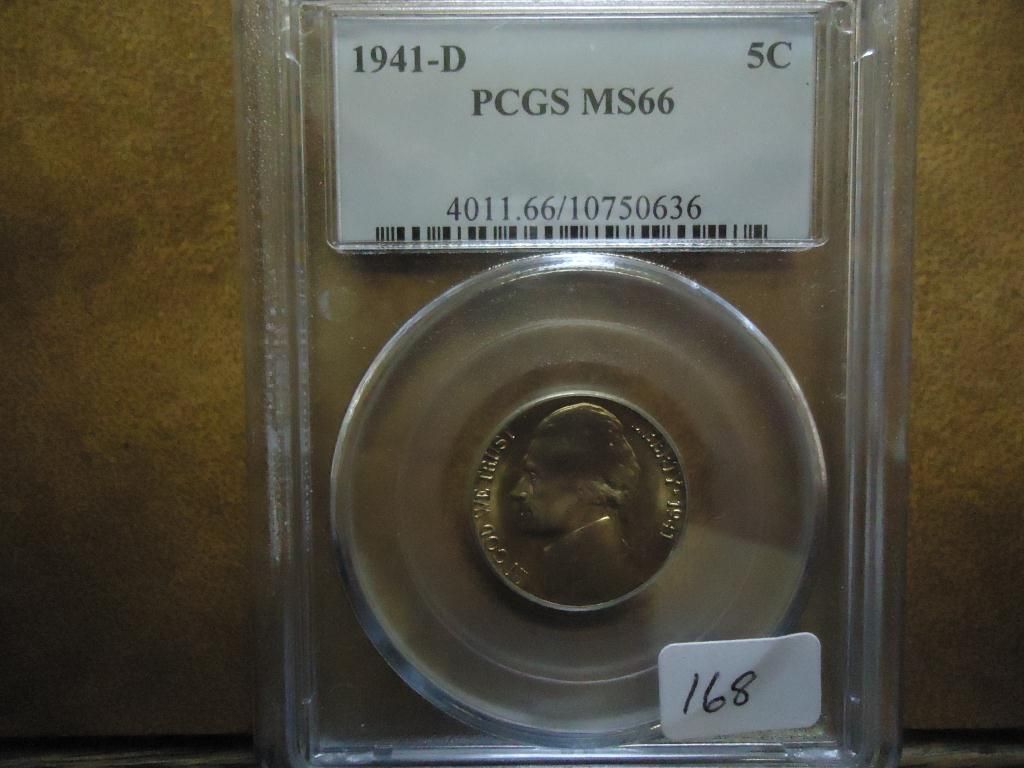 1941-D 5C
PCGS MS66
4011.66/10750636
IN GOD WE TRUST
LIBERTY 1941
168